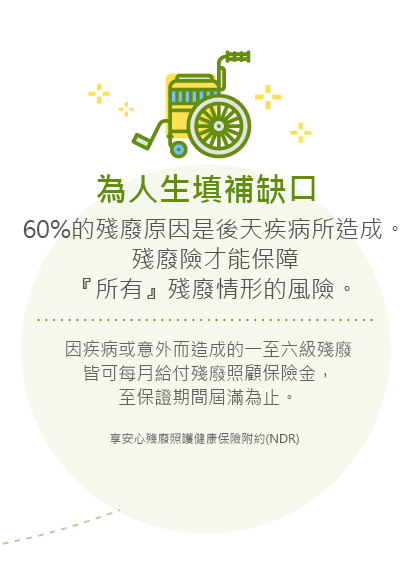 為人生填補缺口
60%的殘廢原因是後天疾病所造成。
殘廢險才能保障
『所有』殘廢情形的風險。
因疾病或意外而造成的一至六級殘廢
皆可每月給付殘廢照顧保險金，
至保證期間屆滿為止。
享安心殘廢照護健康保險附約(NDR)